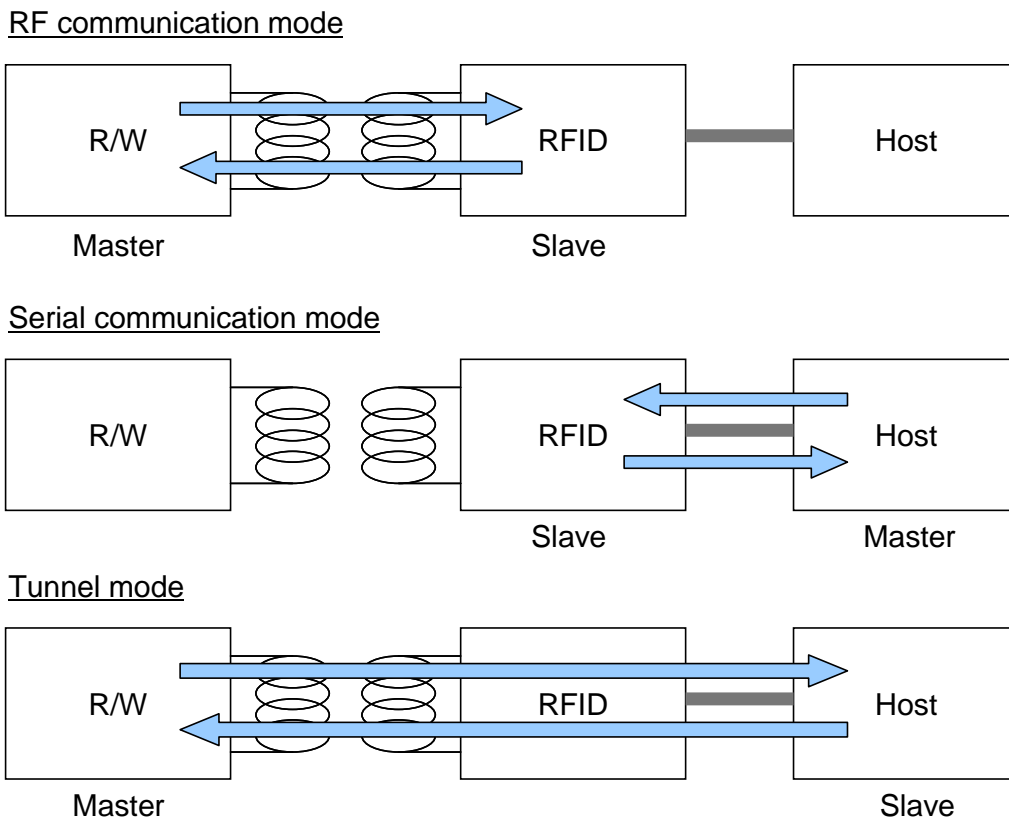 RF communication mode
R/W RFID Host
Master Slave
Serial communication mode
R/W RFID Host
Slave Master
Tunnel mode
R/W RFID Host
Master Slave